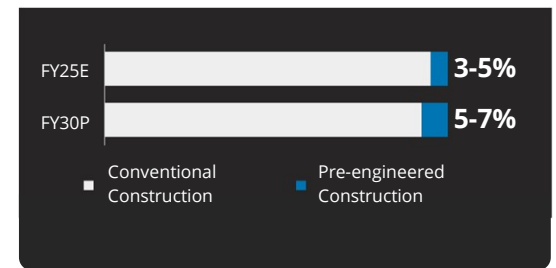 FY25E 3-5%
FY30P 5-7%
Conventional Construction
Pre-engineered Construction